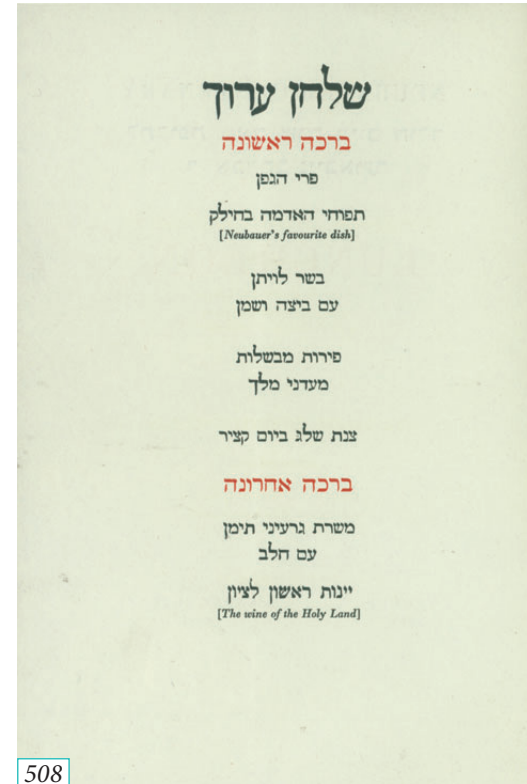 שלחן ערוך
ברכה ראשונה
פרי הגפן
תפוחי האדמה בחילק
[Neubauer's favourite dish]
בשר לויתן
עם ביצה ושמן
פירות מבשלות
מעדני מלך
צנת שלג ביום קציר
ברכה אחרונה
משרת גרעיני תימן
עם חלב
יינות ראשון לציון
[The wine of the Holy Land]
508